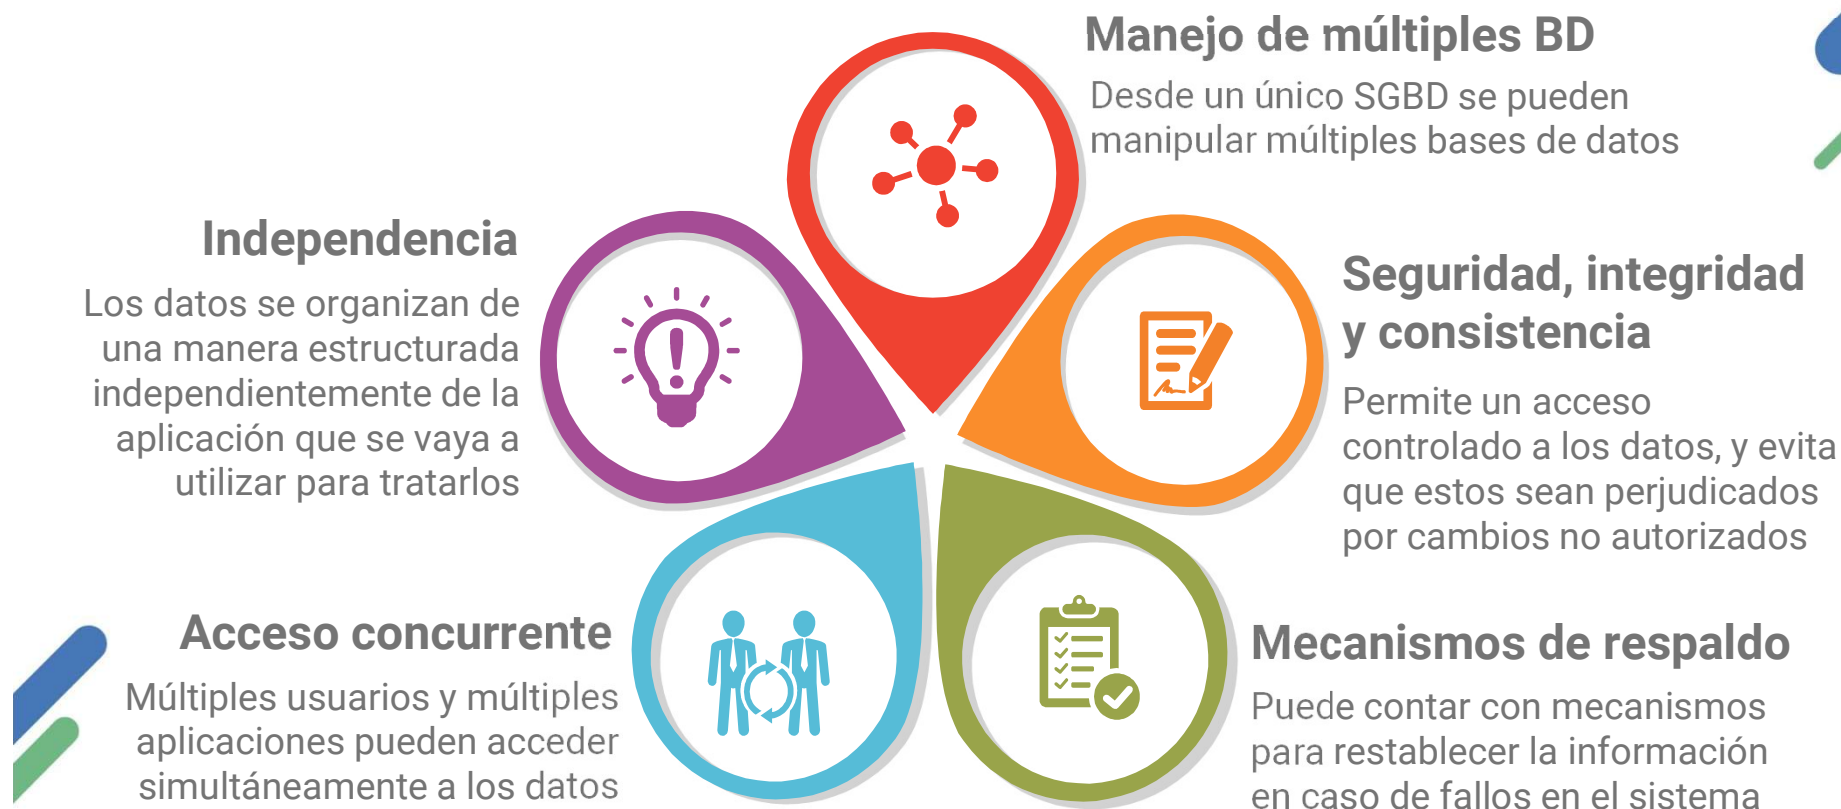 Manejo de múltiples BD
Desde un único SGBD se pueden
manipular múltiples bases de datos
Independencia
Los datos se organizan de
una manera estructurada
independientemente de la
aplicación que se vaya a
utilizar para tratarlos
Seguridad, integridad
y consistencia
Permite un acceso
controlado a los datos, y evita
que estos sean perjudicados
por cambios no autorizados
Acceso concurrente
Múltiples usuarios y múltiples
aplicaciones pueden acceder
simultáneamente a los datos
Mecanismos de respaldo
Puede contar con mecanismos
para restablecer la información
en caso de fallos en el sistema